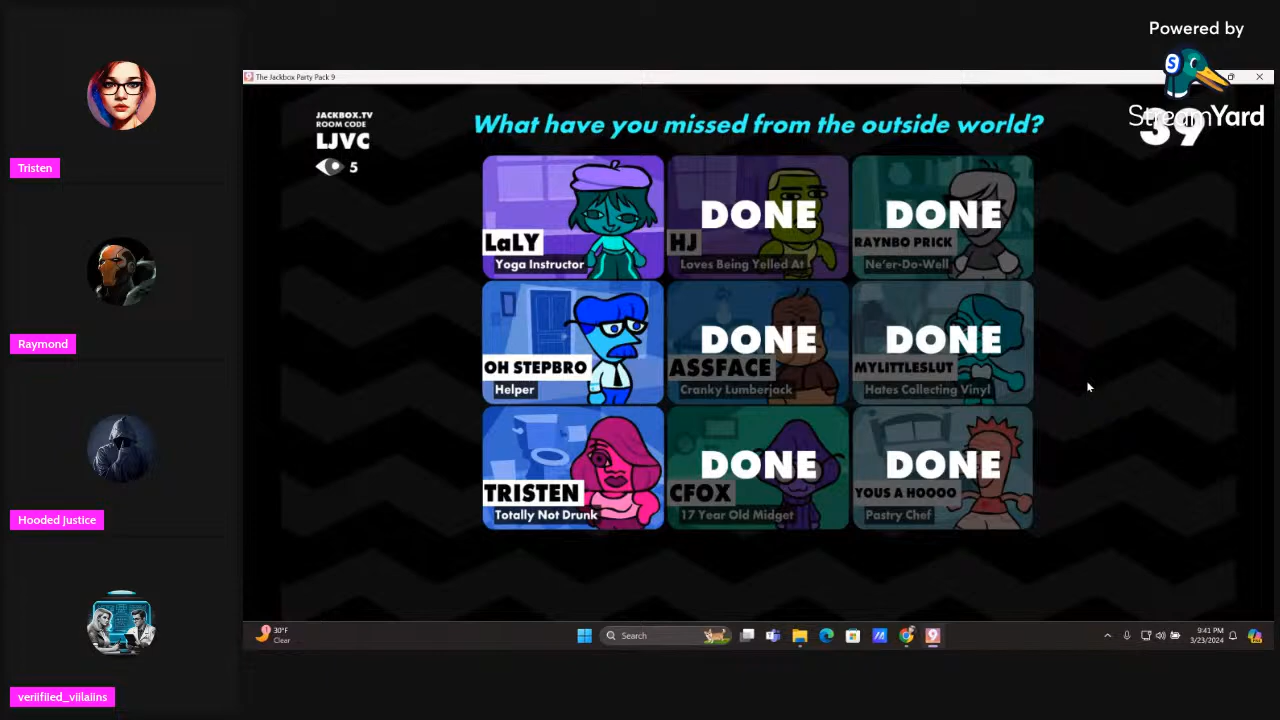 Powered by
StreamYard
The Jackbox Party Pack 9
JACKBOX.TV
ROOM CODE
LJVC
5
What have you missed from the outside world?
39
LaLY
Yoga Instructor
DONE
HJ
Loves Being Yelled At
DONE
RAYNBO PRICK
Ne'er-Do-Well
OH STEPBRO
Helper
DONE
ASSFACE
Cranky Lumberjack
DONE
MYLITTLESLUT
Hates Collecting Vinyl
TRISTEN
Totally Not Drunk
DONE
CFOX
17 Year Old Midget
DONE
YOUS A HOOOO
Pastry Chef
Tristen
Raymond
Hooded Justice
veriifiied_viilaiins
30°F
Clear
Search
9:41 PM
3/23/2024